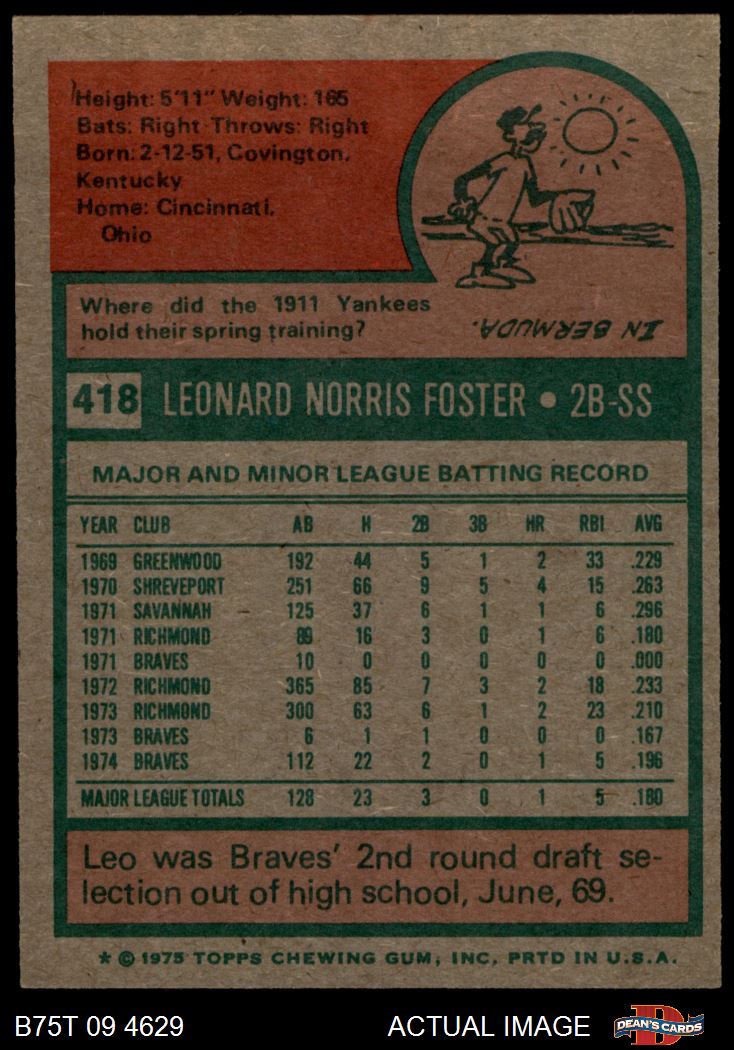 Height: 5'11" Weight: 165
Bats: Right Throws: Right
Born: 2-12-51, Covington,
Kentucky
Home: Cincinnati,
Ohio
Where did the 1911 Yankees
hold their spring training?
IN BERMUDA.
418 LEONARD NORRIS FOSTER • 2B-SS
MAJOR AND MINOR LEAGUE BATTING RECORD
YEAR CLUB AB H 2B 3B HR RBI AVG
1969 GREENWOOD 192 44 5 1 2 33 .229
1970 SHREVEPORT 251 66 9 5 4 15 .263
1971 SAVANNAH 125 37 6 1 1 6 .296
1971 RICHMOND 89 16 3 0 1 6 .180
1971 BRAVES 10 0 0 0 0 0 .000
1972 RICHMOND 365 85 7 3 2 18 .233
1973 RICHMOND 300 63 6 1 2 23 .210
1973 BRAVES 6 1 1 0 0 0 .167
1974 BRAVES 112 22 2 0 1 5 .196
MAJOR LEAGUE TOTALS 128 23 3 0 1 5 .180
Leo was Braves' 2nd round draft se-
lection out of high school, June, 69.
* © 1975 TOPPS CHEWING GUM, INC. PRTD IN U.S.A.
B75T 09 4629 ACTUAL IMAGE D DEAN'S CARDS